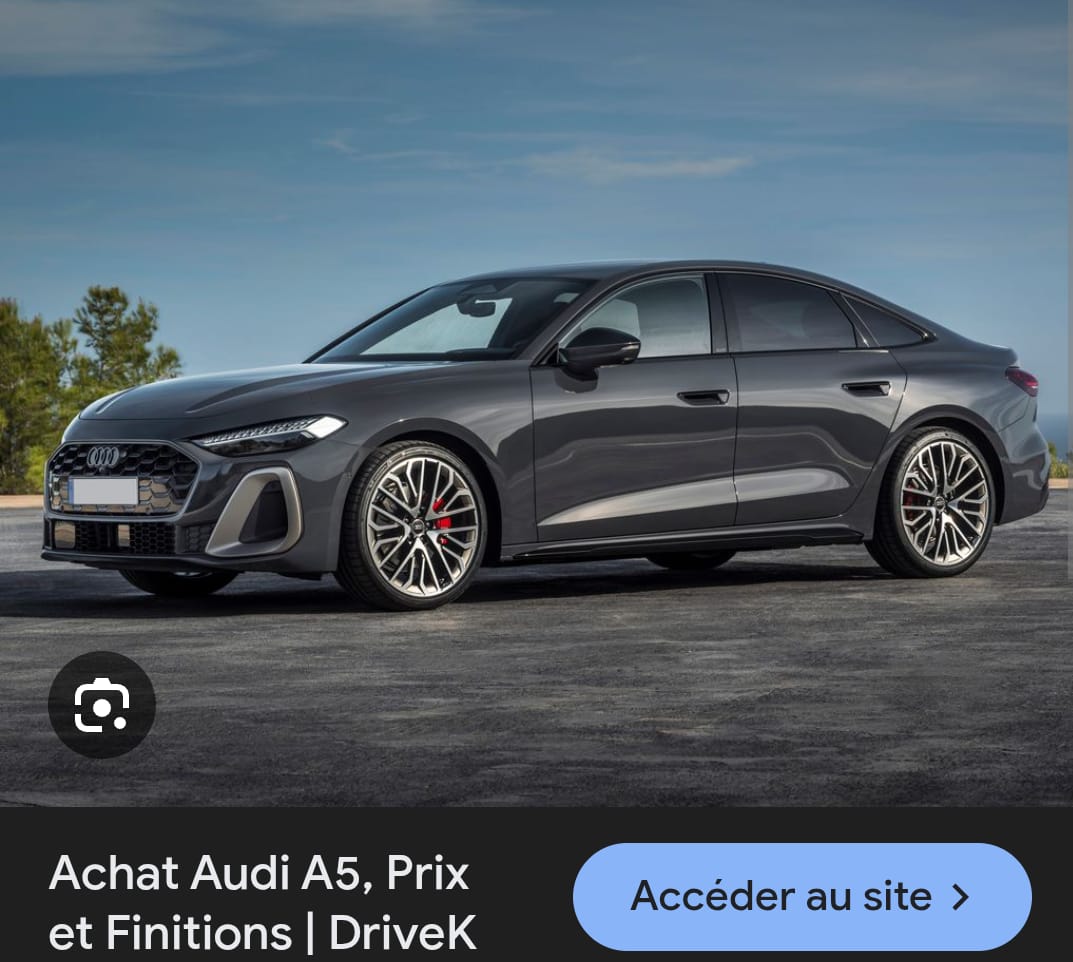 Achat Audi A5, Prix
et Finitions | DriveK
Accéder au site